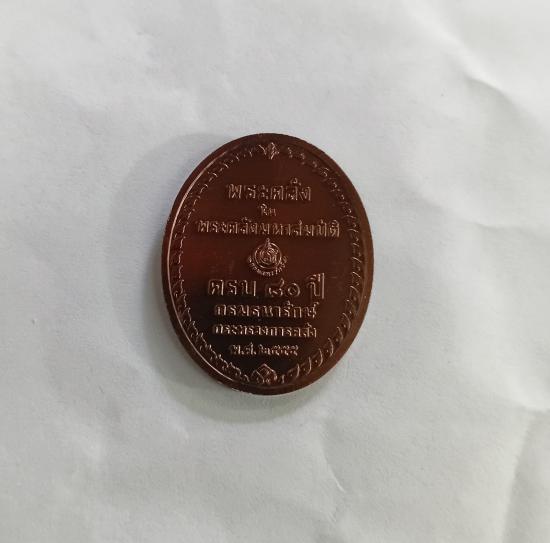 พระคลัง
ใน
พระคลังมหาสมบัติ
ครบ ๘๐ ปี
กรมธนารักษ์
กระทรวงการคลัง
พ.ศ. ๒๕๕๕